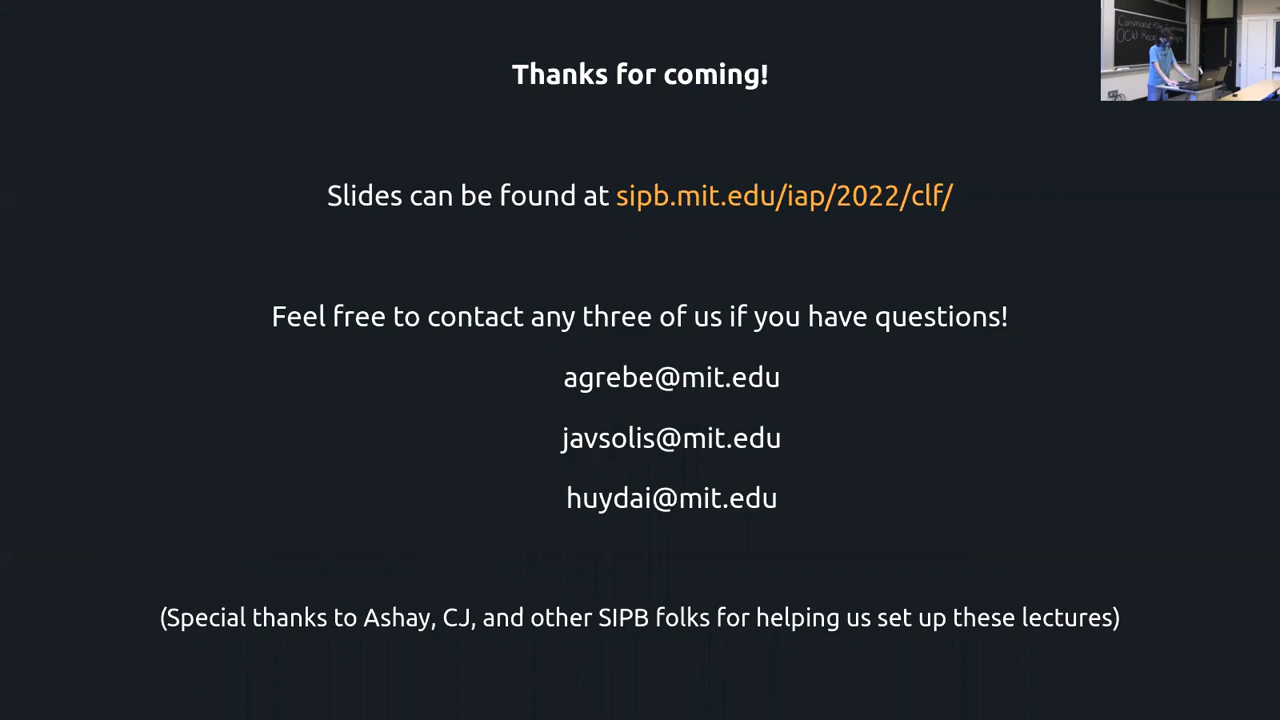 Thanks for coming!
Slides can be found at sipb.mit.edu/iap/2022/clf/
Feel free to contact any three of us if you have questions!
agrebe@mit.edu
javsolis@mit.edu
huydai@mit.edu
(Special thanks to Ashay, CJ, and other SIPB folks for helping us set up these lectures)
Command
OCW